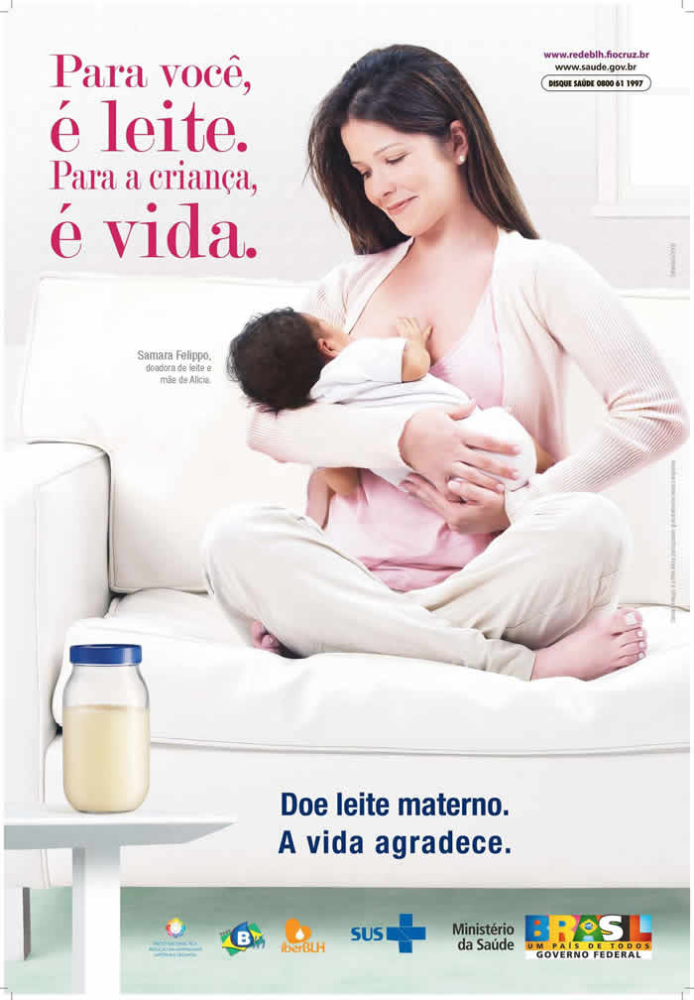 Para você,
é leite.
Para a criança,
é vida.
www.redeblh.fiocruz.br
www.saude.gov.br
DISQUE SAÚDE 0800 61 1997
Samara Felippo,
doadora de leite e
mãe de Alícia.
Doe leite materno.
A vida agradece.
B
iberBLH
SUS
Ministério
da Saúde
BRASIL
UM PAÍS DE TODOS
GOVERNO FEDERAL